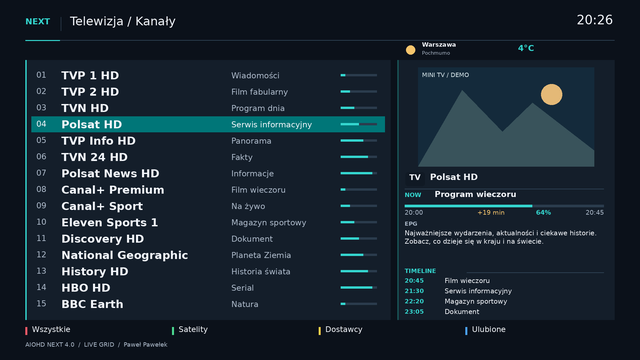 NEXT Telewizja / Kanały 20:26
Warszawa
Pochmurno 4°C
01 TVP 1 HD Wiadomości
02 TVP 2 HD Film fabularny
03 TVN HD Program dnia
04 Polsat HD Serwis informacyjny
05 TVP Info HD Panorama
06 TVN 24 HD Fakty
07 Polsat News HD Informacje
08 Canal+ Premium Film wieczoru
09 Canal+ Sport Na żywo
10 Eleven Sports 1 Magazyn sportowy
11 Discovery HD Dokument
12 National Geographic Planeta Ziemia
13 History HD Historia świata
14 HBO HD Serial
15 BBC Earth Natura
MINI TV / DEMO
TV Polsat HD
NOW Program wieczoru
20:00 +19 min 64% 20:45
EPG
Najważniejsze wydarzenia, aktualności i ciekawe historie.
Zobacz, co dzieje się w kraju i na świecie.
TIMELINE
20:45 Film wieczoru
21:30 Serwis informacyjny
22:20 Magazyn sportowy
23:05 Dokument
Wszystkie Satelity Dostawcy Ulubione
AIOHD NEXT 4.0 / LIVE GRID / Paweł Pawełek